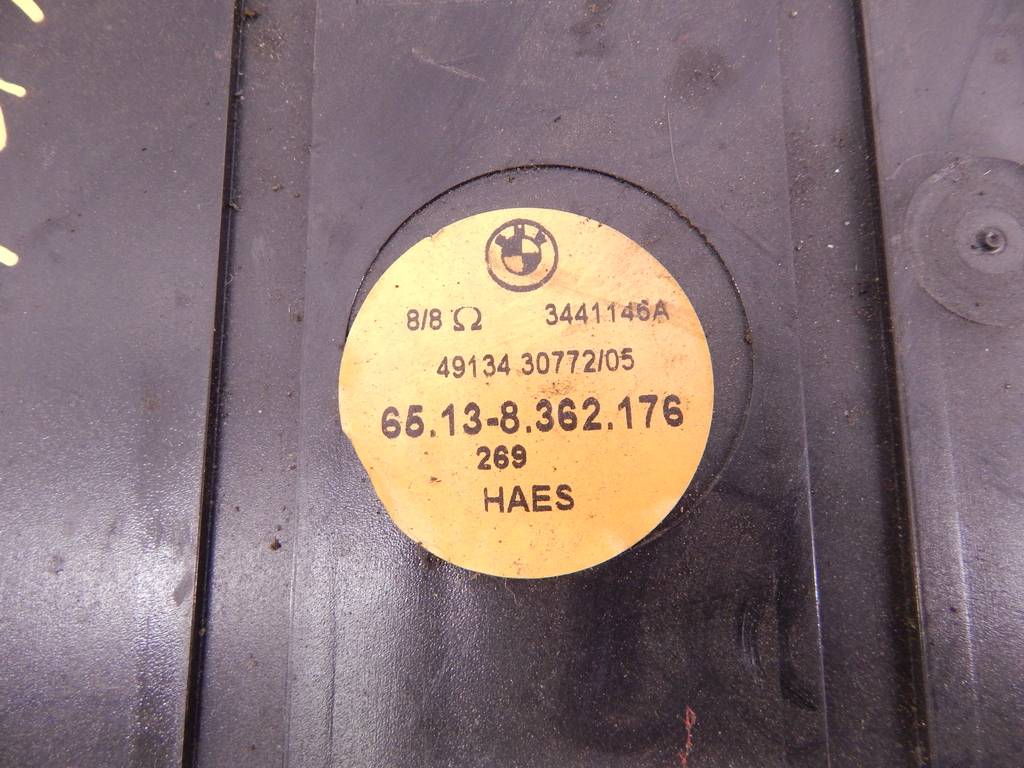 8/8 Ω 3441146A
49134 30772/05
65.13-8.362.176
269
HAES